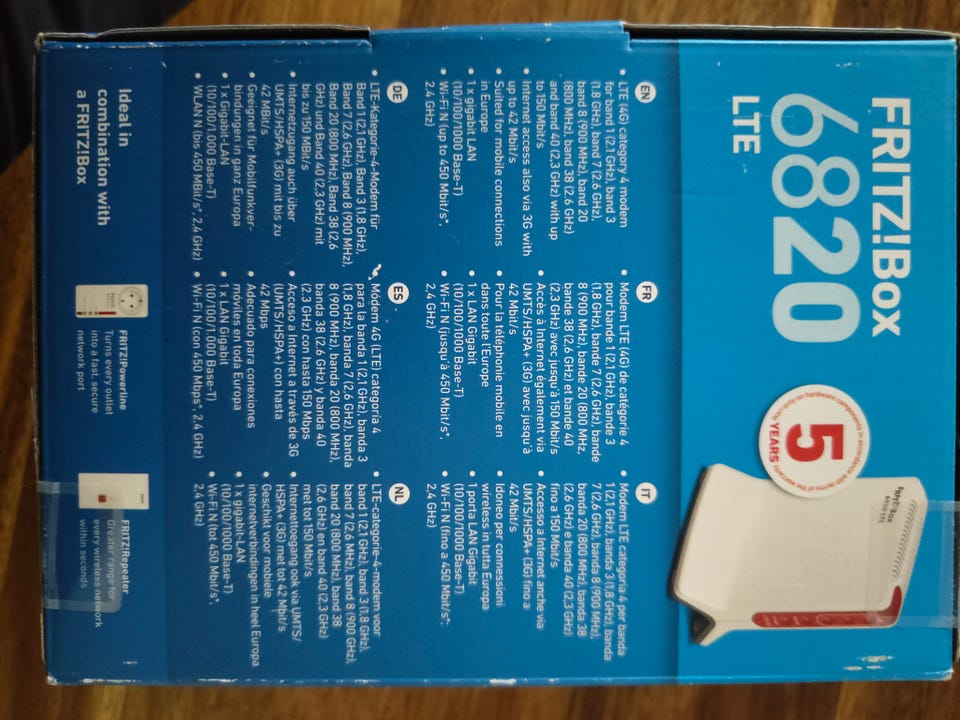 FRITZ!Box
6820
LTE
Warranty on hardware components in accordance with terms of the warranty
5
YEARS
FRITZ!Box
6820 LTE
EN
• LTE (4G) category 4 modem
for band 1 (2.1 GHz), band 3
(1.8 GHz), band 7 (2.6 GHz),
band 8 (900 MHz), band 20
(800 MHz), band 38 (2.6 GHz)
and band 40 (2.3 GHz) with up
to 150 Mbit/s
• Internet access also via 3G with
up to 42 Mbit/s
• Suited for mobile connections
in Europe
• 1 x gigabit LAN
(10/100/1000 Base-T)
• Wi-Fi N (up to 450 Mbit/s*,
2.4 GHz)
FR
• Modem LTE (4G) de catégorie 4
pour bande 1 (2,1 GHz), bande 3
(1,8 GHz), bande 7 (2,6 GHz), bande
8 (900 MHz), bande 20 (800 MHz),
bande 38 (2,6 GHz) et bande 40
(2,3 GHz) avec jusqu'à 150 Mbit/s
• Accès à Internet également via
UMTS/HSPA+ (3G) avec jusqu'à
42 Mbit/s
• Pour la téléphonie mobile en
dans toute l'Europe
• 1 x LAN Gigabit
(10/100/1000 Base-T)
• Wi-Fi N (jusqu'à 450 Mbit/s*,
2,4 GHz)
IT
• Modem LTE categoria 4 per banda
1 (2,1 GHz), banda 3 (1,8 GHz), banda
7 (2,6 GHz), banda 8 (900 MHz),
banda 20 (800 MHz), banda 38
(2,6 GHz) e banda 40 (2,3 GHz)
fino a 150 Mbit/s
• Accesso a Internet anche via
UMTS/HSPA+ (3G) fino a
42 Mbit/s
• Idoneo per connessioni
wireless in tutta Europa
• 1 porta LAN Gigabit
(10/100/1000 Base-T)
• Wi-Fi N (fino a 450 Mbit/s*,
2,4 GHz)
DE
• LTE-Kategorie-4-Modem für
Band 1 (2,1 GHz), Band 3 (1,8 GHz),
Band 7 (2,6 GHz), Band 8 (900 MHz),
Band 20 (800 MHz), Band 38 (2,6
GHz) und Band 40 (2,3 GHz) mit
bis zu 150 MBit/s
• Internetzugang auch über
UMTS/HSPA+ (3G) mit bis zu
42 MBit/s
• Geeignet für Mobilfunkver-
bindungen in ganz Europa
• 1 x Gigabit-LAN
(10/100/1.000 Base-T)
• WLAN N (bis 450 MBit/s*, 2,4 GHz)
ES
• Módem 4G (LTE) categoría 4
para la banda 1 (2,1 GHz), banda 3
(1,8 GHz), banda 7 (2,6 GHz), banda
8 (900 MHz), banda 20 (800 MHz),
banda 38 (2,6 GHz) y banda 40
(2,3 GHz) con hasta 150 Mbps
• Acceso a Internet a través de 3G
(UMTS/HSPA+) con hasta
42 Mbps
• Adecuado para conexiones
móviles en toda Europa
• 1 x LAN Gigabit
(10/100/1.000 Base-T)
• Wi-Fi N (con 450 Mbps*, 2,4 GHz)
NL
• LTE-categorie-4-modem voor
band 1 (2,1 GHz), band 3 (1,8 GHz),
band 7 (2,6 GHz), band 3 (900 GHz),
band 20 (800 MHz), band 38
(2,6 GHz) en band 40 (2,3 GHz)
met tot 150 Mbit/s
• Internettoegang ook via UMTS/
HSPA+ (3G) met tot 42 Mbit/s
• Geschikt voor mobiele
internetverbindingen in heel Europa
• 1 x gigabit-LAN
(10/100/1000 Base-T)
• Wi-Fi N (tot 450 Mbit/s*,
2,4 GHz)
Ideal in
combination with
a FRITZ!Box
FRITZ!Powerline
Turns every outlet
into a fast, secure
network port
FRITZ!Repeater
Greater range for
every wireless network
within seconds